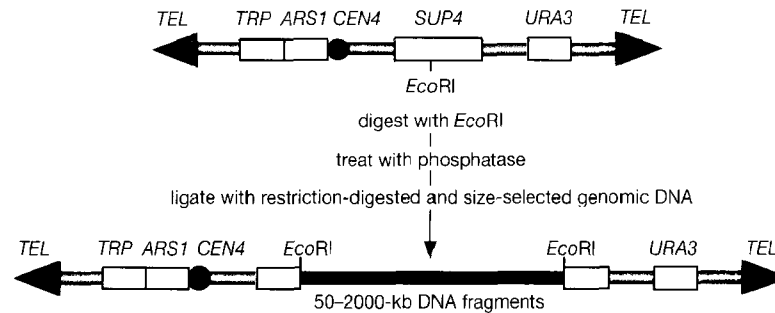 TEL TRP ARS1 CEN4 SUP4 URA3 TEL
EcoRI
digest with EcoRI
treat with phosphatase
ligate with restriction-digested and size-selected genomic DNA
TEL TRP ARS1 CEN4 EcoRI EcoRI URA3 TEL
50–2000-kb DNA fragments